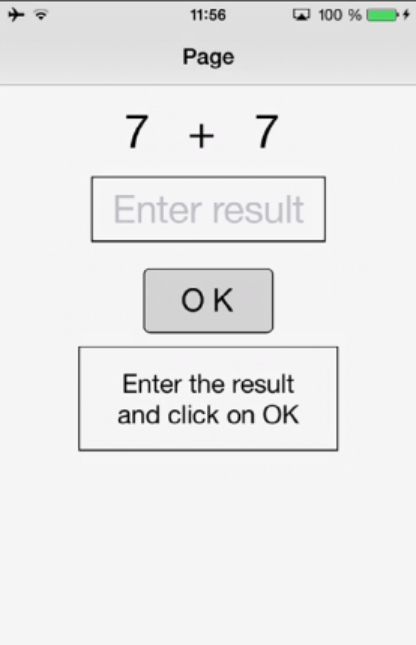 11:56 100 %
Page
7 + 7
Enter result
OK
Enter the result
and click on OK